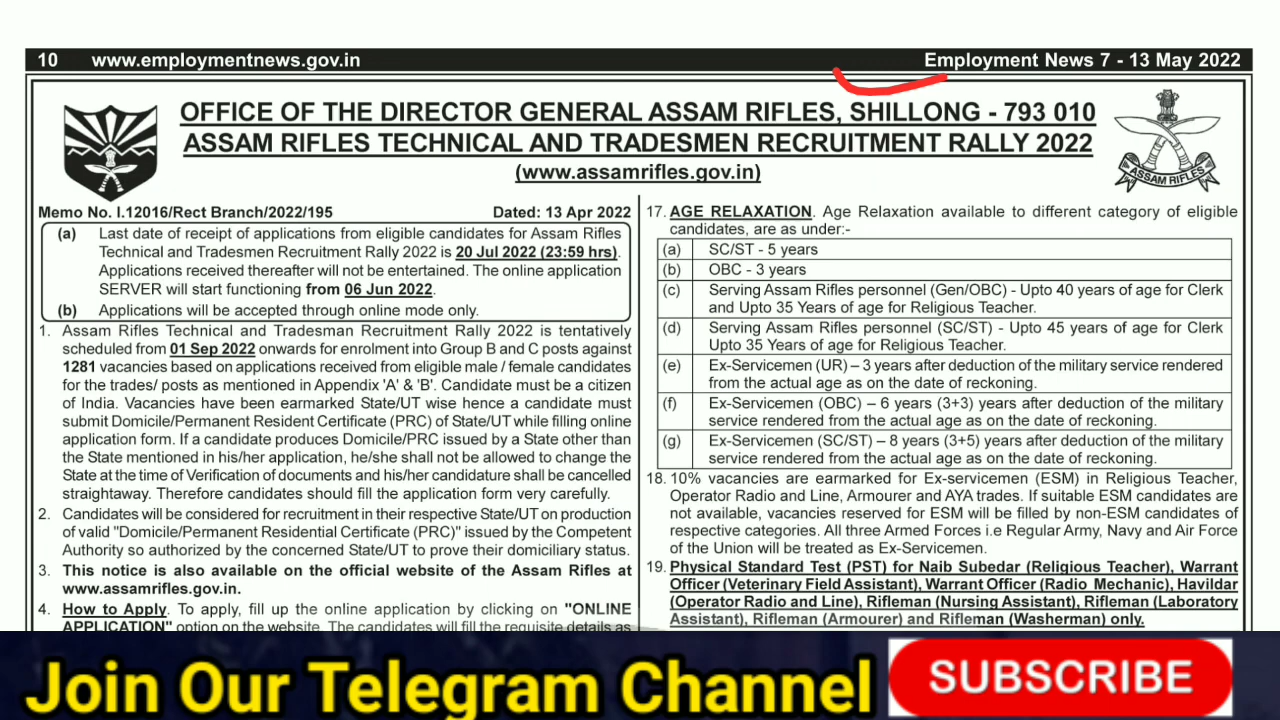 10 www.employmentnews.gov.in Employment News 7 - 13 May 2022
OFFICE OF THE DIRECTOR GENERAL ASSAM RIFLES, SHILLONG - 793 010
ASSAM RIFLES TECHNICAL AND TRADESMEN RECRUITMENT RALLY 2022
(www.assamrifles.gov.in)
ASSAM RIFLES
Memo No. I.12016/Rect Branch/2022/195 Dated: 13 Apr 2022
(a) Last date of receipt of applications from eligible candidates for Assam Rifles
Technical and Tradesmen Recruitment Rally 2022 is 20 Jul 2022 (23:59 hrs).
Applications received thereafter will not be entertained. The online application
SERVER will start functioning from 06 Jun 2022.
(b) Applications will be accepted through online mode only.
1. Assam Rifles Technical and Tradesman Recruitment Rally 2022 is tentatively
scheduled from 01 Sep 2022 onwards for enrolment into Group B and C posts against
1281 vacancies based on applications received from eligible male / female candidates
for the trades/ posts as mentioned in Appendix 'A' & 'B'. Candidate must be a citizen
of India. Vacancies have been earmarked State/UT wise hence a candidate must
submit Domicile/Permanent Resident Certificate (PRC) of State/UT while filling online
application form. If a candidate produces Domicile/PRC issued by a State other than
the State mentioned in his/her application, he/she shall not be allowed to change the
State at the time of Verification of documents and his/her candidature shall be cancelled
straightaway. Therefore candidates should fill the application form very carefully.
2. Candidates will be considered for recruitment in their respective State/UT on production
of valid "Domicile/Permanent Residential Certificate (PRC)" issued by the Competent
Authority so authorized by the concerned State/UT to prove their domiciliary status.
3. This notice is also available on the official website of the Assam Rifles at
www.assamrifles.gov.in.
4. How to Apply. To apply, fill up the online application by clicking on "ONLINE
APPLICATION" option on the website. The candidates will fill the requisite details as
17. AGE RELAXATION. Age Relaxation available to different category of eligible
candidates, are as under:-
(a) SC/ST - 5 years
(b) OBC - 3 years
(c) Serving Assam Rifles personnel (Gen/OBC) - Upto 40 years of age for Clerk
and Upto 35 Years of age for Religious Teacher.
(d) Serving Assam Rifles personnel (SC/ST) - Upto 45 years of age for Clerk
Upto 35 Years of age for Religious Teacher.
(e) Ex-Servicemen (UR) – 3 years after deduction of the military service rendered
from the actual age as on the date of reckoning.
(f) Ex-Servicemen (OBC) – 6 years (3+3) years after deduction of the military
service rendered from the actual age as on the date of reckoning.
(g) Ex-Servicemen (SC/ST) – 8 years (3+5) years after deduction of the military
service rendered from the actual age as on the date of reckoning.
18. 10% vacancies are earmarked for Ex-servicemen (ESM) in Religious Teacher,
Operator Radio and Line, Armourer and AYA trades. If suitable ESM candidates are
not available, vacancies reserved for ESM will be filled by non-ESM candidates of
respective categories. All three Armed Forces i.e Regular Army, Navy and Air Force
of the Union will be treated as Ex-Servicemen.
19. Physical Standard Test (PST) for Naib Subedar (Religious Teacher), Warrant
Officer (Veterinary Field Assistant), Warrant Officer (Radio Mechanic), Havildar
(Operator Radio and Line), Rifleman (Nursing Assistant), Rifleman (Laboratory
Assistant), Rifleman (Armourer) and Rifleman (Washerman) only.
Join Our Telegram Channel
SUBSCRIBE